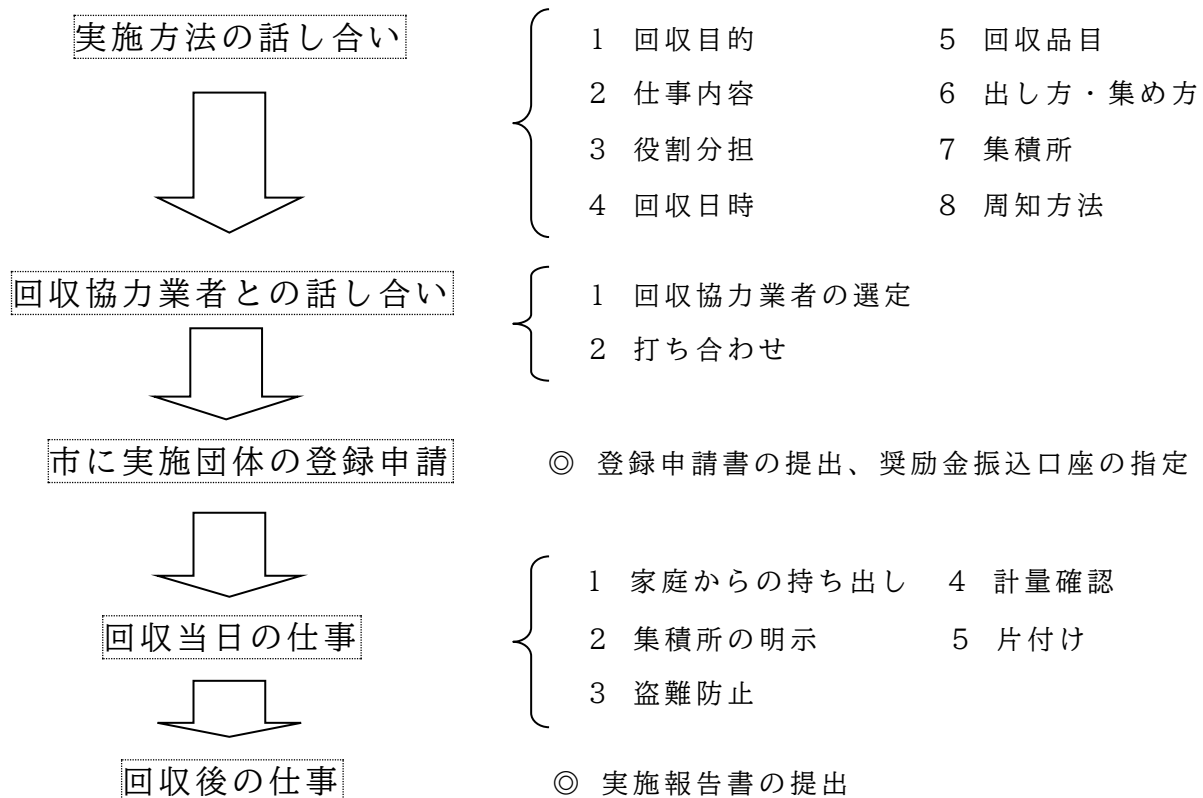 実施方法の話し合い
1 回収目的
5 回収品目
2 仕事内容
6 出し方・集め方
3 役割分担
7 集積所
4 回収日時
8 周知方法
回収協力業者との話し合い
1 回収協力業者の選定
2 打ち合わせ
市に実施団体の登録申請
◎ 登録申請書の提出、奨励金振込口座の指定
回収当日の仕事
1 家庭からの持ち出し
4 計量確認
2 集積所の明示
5 片付け
3 盗難防止
回収後の仕事
◎ 実施報告書の提出